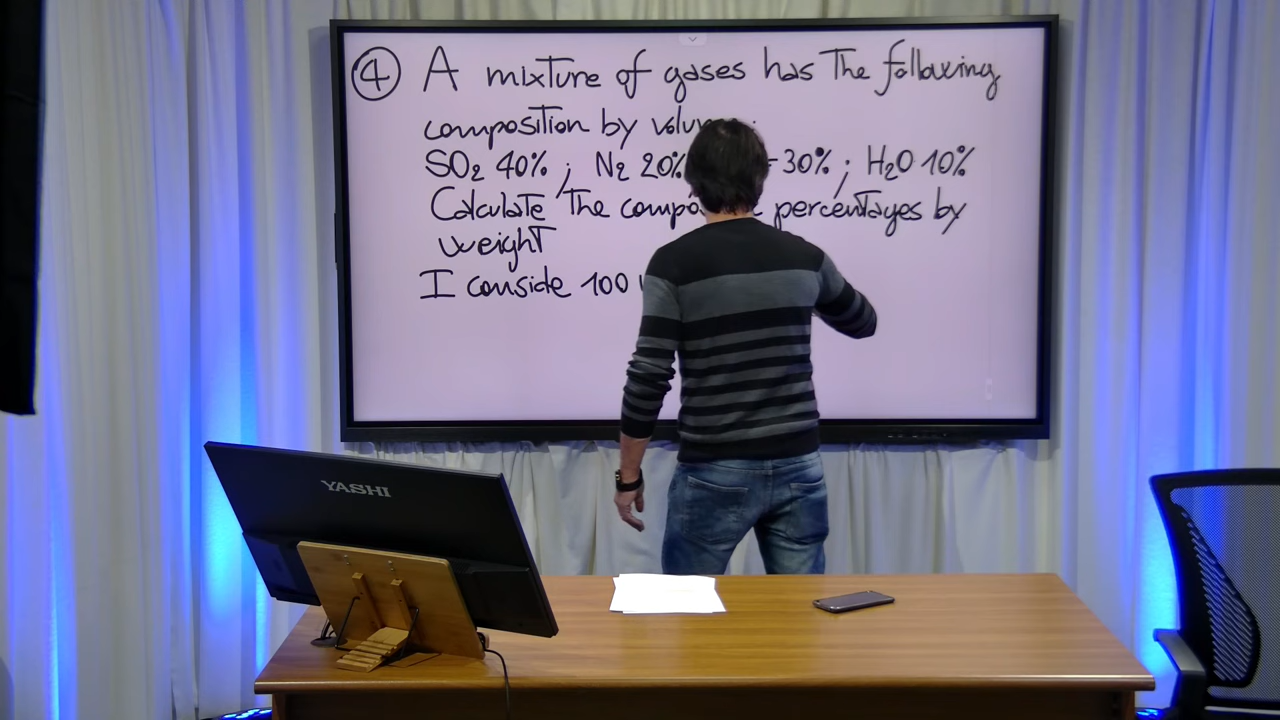 ④ A mixture of gases has the following
composition by
SO2 40% ; N2 20% 30% ; H2O 10%
Calculate the percentages by
weight
I conside 100
YASHI